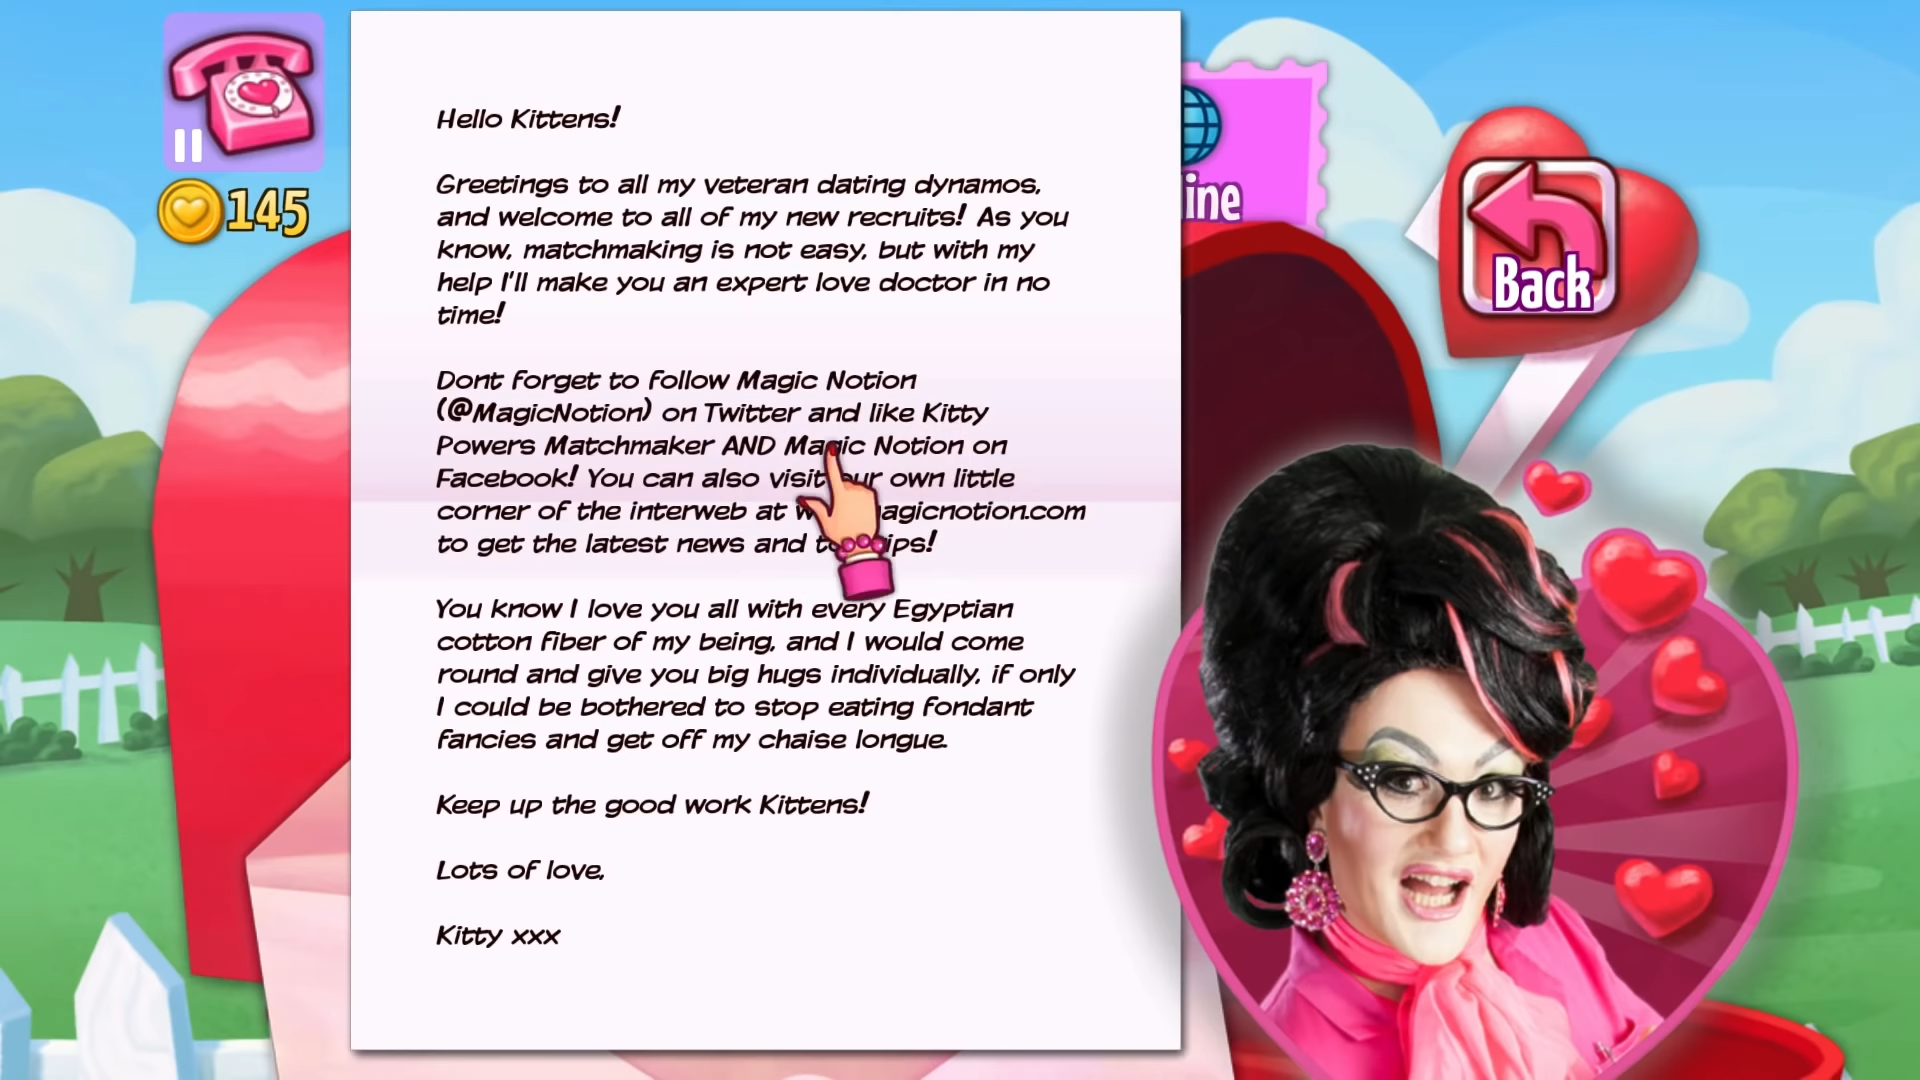 145
Hello Kittens!
Greetings to all my veteran dating dynamos,
and welcome to all of my new recruits! As you
know, matchmaking is not easy, but with my
help I'll make you an expert love doctor in no
time!
Dont forget to follow Magic Notion
(@MagicNotion) on Twitter and like Kitty
Powers Matchmaker AND Magic Notion on
Facebook! You can also visit our own little
corner of the interweb at
to get the latest news and
You know I love you all with every Egyptian
cotton fiber of my being, and I would come
round and give you big hugs individually, if only
I could be bothered to stop eating fondant
fancies and get off my chaise longue.
Keep up the good work Kittens!
Lots of love,
Kitty xxx
Back